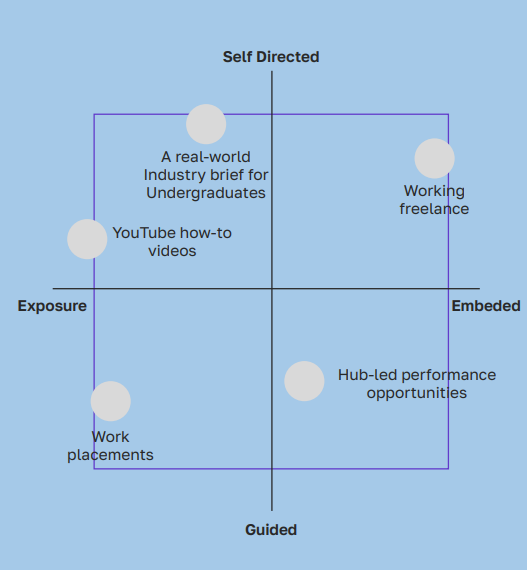 Self Directed
A real-world
Industry brief for
Undergraduates
Working
freelance
YouTube how-to
videos
Exposure
Embeded
Hub-led performance
opportunities
Work
placements
Guided